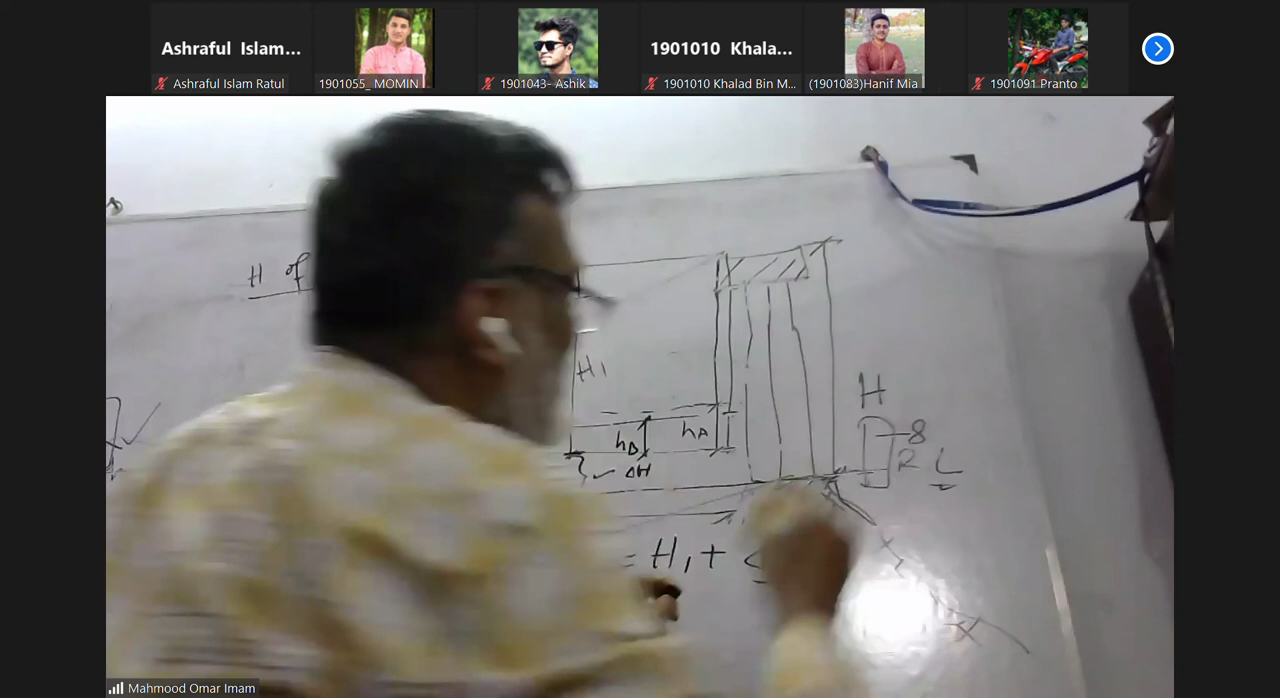 Ashraful Islam... 1901010 Khala...
Ashraful Islam Ratul 1901055_ MOMIN 1901043- Ashik 1901010 Khalad Bin M... (1901083)Hanif Mia 1901091 Pranto
H of
H1
H
hB hA
8
ΔH
R L
= H1 +
Mahmood Omar Imam